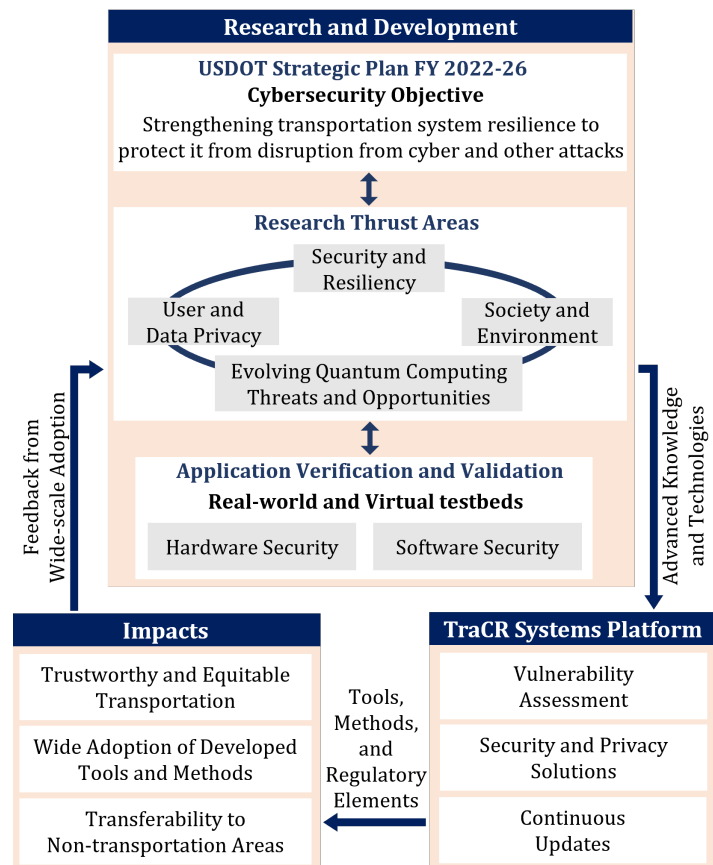 Research and Development
USDOT Strategic Plan FY 2022-26
Cybersecurity Objective
Strengthening transportation system resilience to
protect it from disruption from cyber and other attacks
Research Thrust Areas
Security and
Resiliency
User and
Data Privacy
Society and
Environment
Evolving Quantum Computing
Threats and Opportunities
Application Verification and Validation
Real-world and Virtual testbeds
Hardware Security
Software Security
Feedback from
Wide-scale Adoption
Advanced Knowledge
and Technologies
Impacts
Trustworthy and Equitable
Transportation
Wide Adoption of Developed
Tools and Methods
Transferability to
Non-transportation Areas
Tools,
Methods,
and
Regulatory
Elements
TraCR Systems Platform
Vulnerability
Assessment
Security and Privacy
Solutions
Continuous
Updates